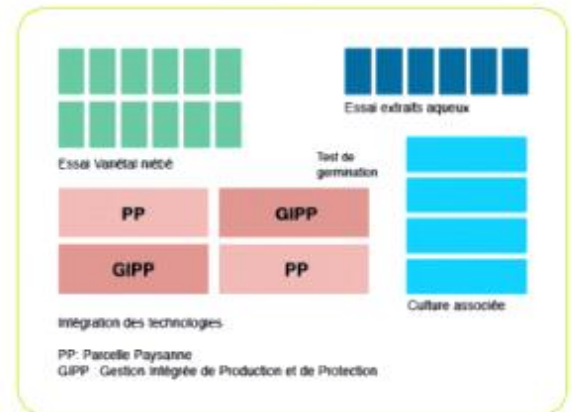 Essai extraits aqueux
Essai Variétal niébé
Test de
germination
PP
GIPP
GIPP
PP
Culture associée
Intégration des technologies
PP: Parcelle Paysanne
GIPP : Gestion Intégrée de Production et de Protection